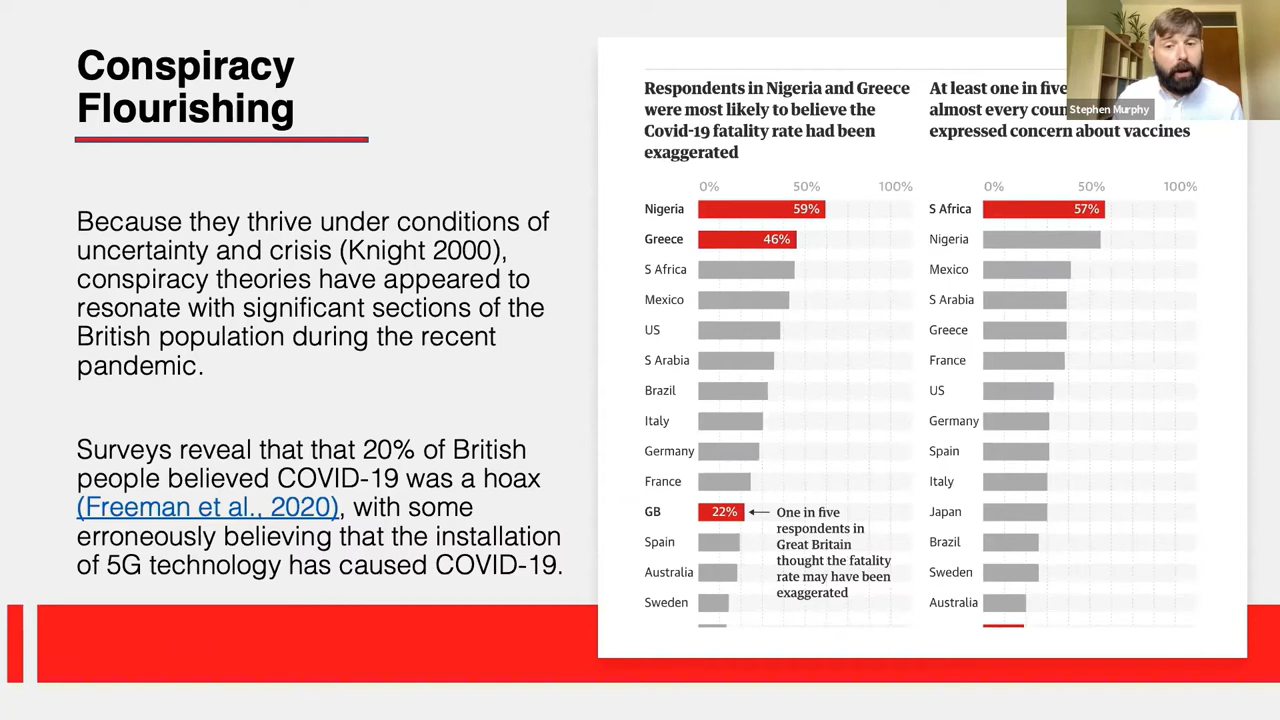 Conspiracy
Flourishing
Because they thrive under conditions of
uncertainty and crisis (Knight 2000),
conspiracy theories have appeared to
resonate with significant sections of the
British population during the recent
pandemic.
Surveys reveal that that 20% of British
people believed COVID-19 was a hoax
(Freeman et al., 2020), with some
erroneously believing that the installation
of 5G technology has caused COVID-19.
Respondents in Nigeria and Greece
were most likely to believe the
Covid-19 fatality rate had been
exaggerated
0% 50% 100%
Nigeria 59%
Greece 46%
S Africa
Mexico
US
S Arabia
Brazil
Italy
Germany
France
GB 22%
One in five
respondents in
Great Britain
thought the fatality
rate may have been
exaggerated
Spain
Australia
Sweden
At least one in five
almost every
expressed concern about vaccines
0% 50% 100%
S Africa 57%
Nigeria
Mexico
S Arabia
Greece
France
US
Germany
Spain
Italy
Japan
Brazil
Sweden
Australia
Stephen Murphy